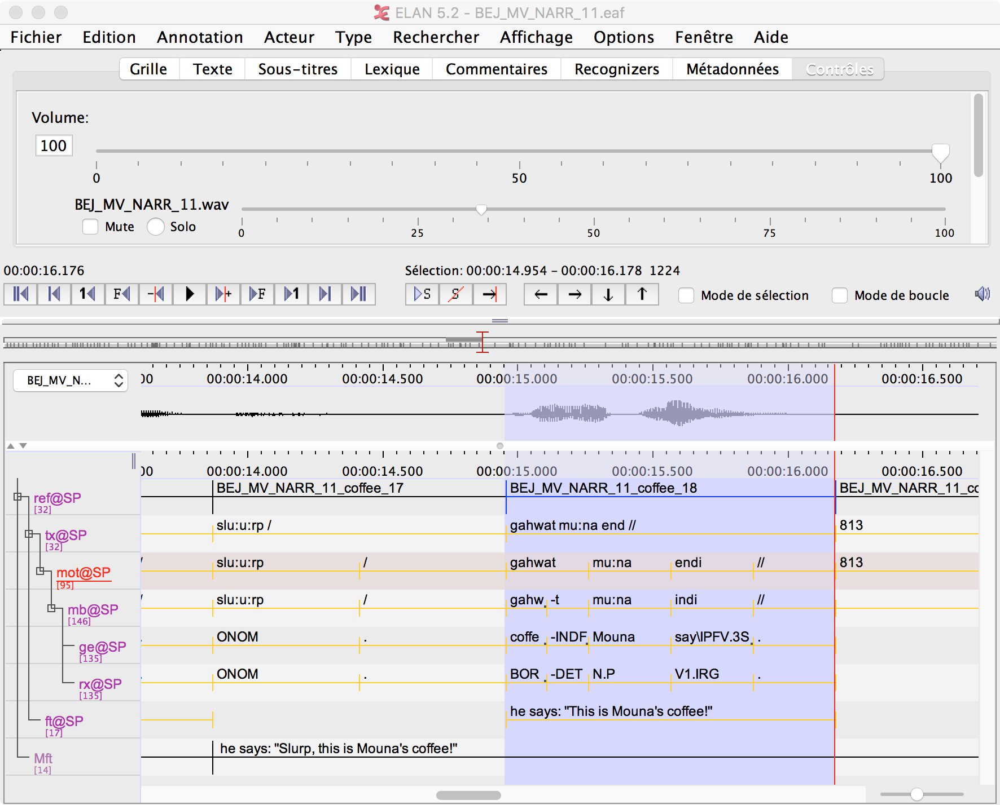 ELAN 5.2 - BEJ_MV_NARR_11.eaf
Fichier Edition Annotation Acteur Type Rechercher Affichage Options Fenêtre Aide
Grille Texte Sous-titres Lexique Commentaires Recognizers Métadonnées Contrôles
Volume:
100
0 50 100
BEJ_MV_NARR_11.wav
Mute Solo
0 25 50 75 100
00:00:16.176
Sélection: 00:00:14.954 - 00:00:16.178 1224
1 F - + F 1 S S
Mode de sélection Mode de boucle
BEJ_MV_N...
00 00:00:14.000 00:00:14.500 00:00:15.000 00:00:15.500 00:00:16.000 00:00:16.500
00 00:00:14.000 00:00:14.500 00:00:15.000 00:00:15.500 00:00:16.000 00:00:16.500
ref@SP BEJ_MV_NARR_11_coffee_17 BEJ_MV_NARR_11_coffee_18 BEJ_MV_NARR_11_co
[32]
tx@SP slu:u:rp / gahwat mu:na end // 813
[32]
mot@SP / slu:u:rp / gahwat mu:na endi // 813
[95]
mb@SP / slu:u:rp / gahw -t mu:na indi //
[146]
ge@SP . ONOM . coffe -INDF Mouna say\IPFV.3S .
[135]
rx@SP . ONOM . BOR -DET N.P V1.IRG .
[135]
ft@SP he says: "This is Mouna's coffee!"
[17]
Mft he says: "Slurp, this is Mouna's coffee!"
[14]